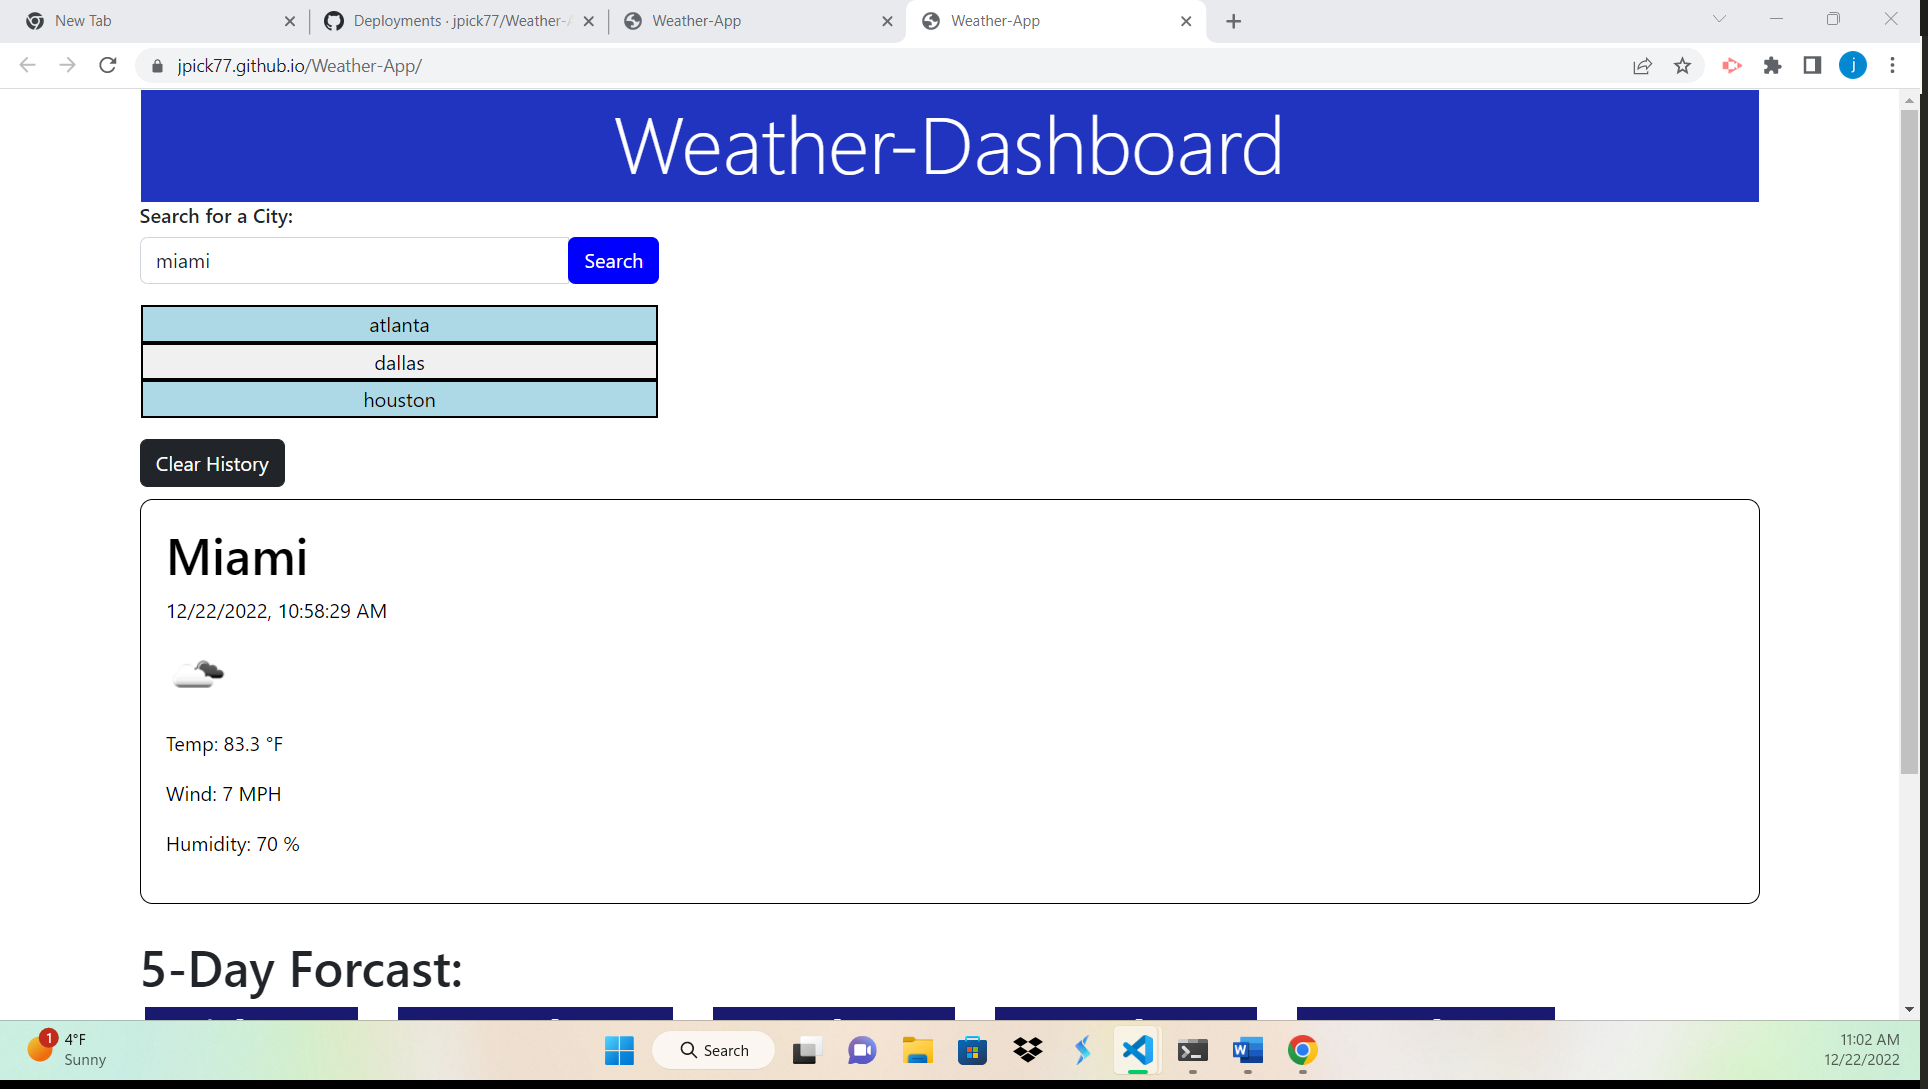 New Tab
Deployments · jpick77/Weather-
Weather-App
Weather-App
jpick77.github.io/Weather-App/
j
Weather-Dashboard
Search for a City:
miami
Search
atlanta
dallas
houston
Clear History
Miami
12/22/2022, 10:58:29 AM
Temp: 83.3 °F
Wind: 7 MPH
Humidity: 70 %
5-Day Forcast:
1
4°F
Sunny
Search
W
11:02 AM
12/22/2022